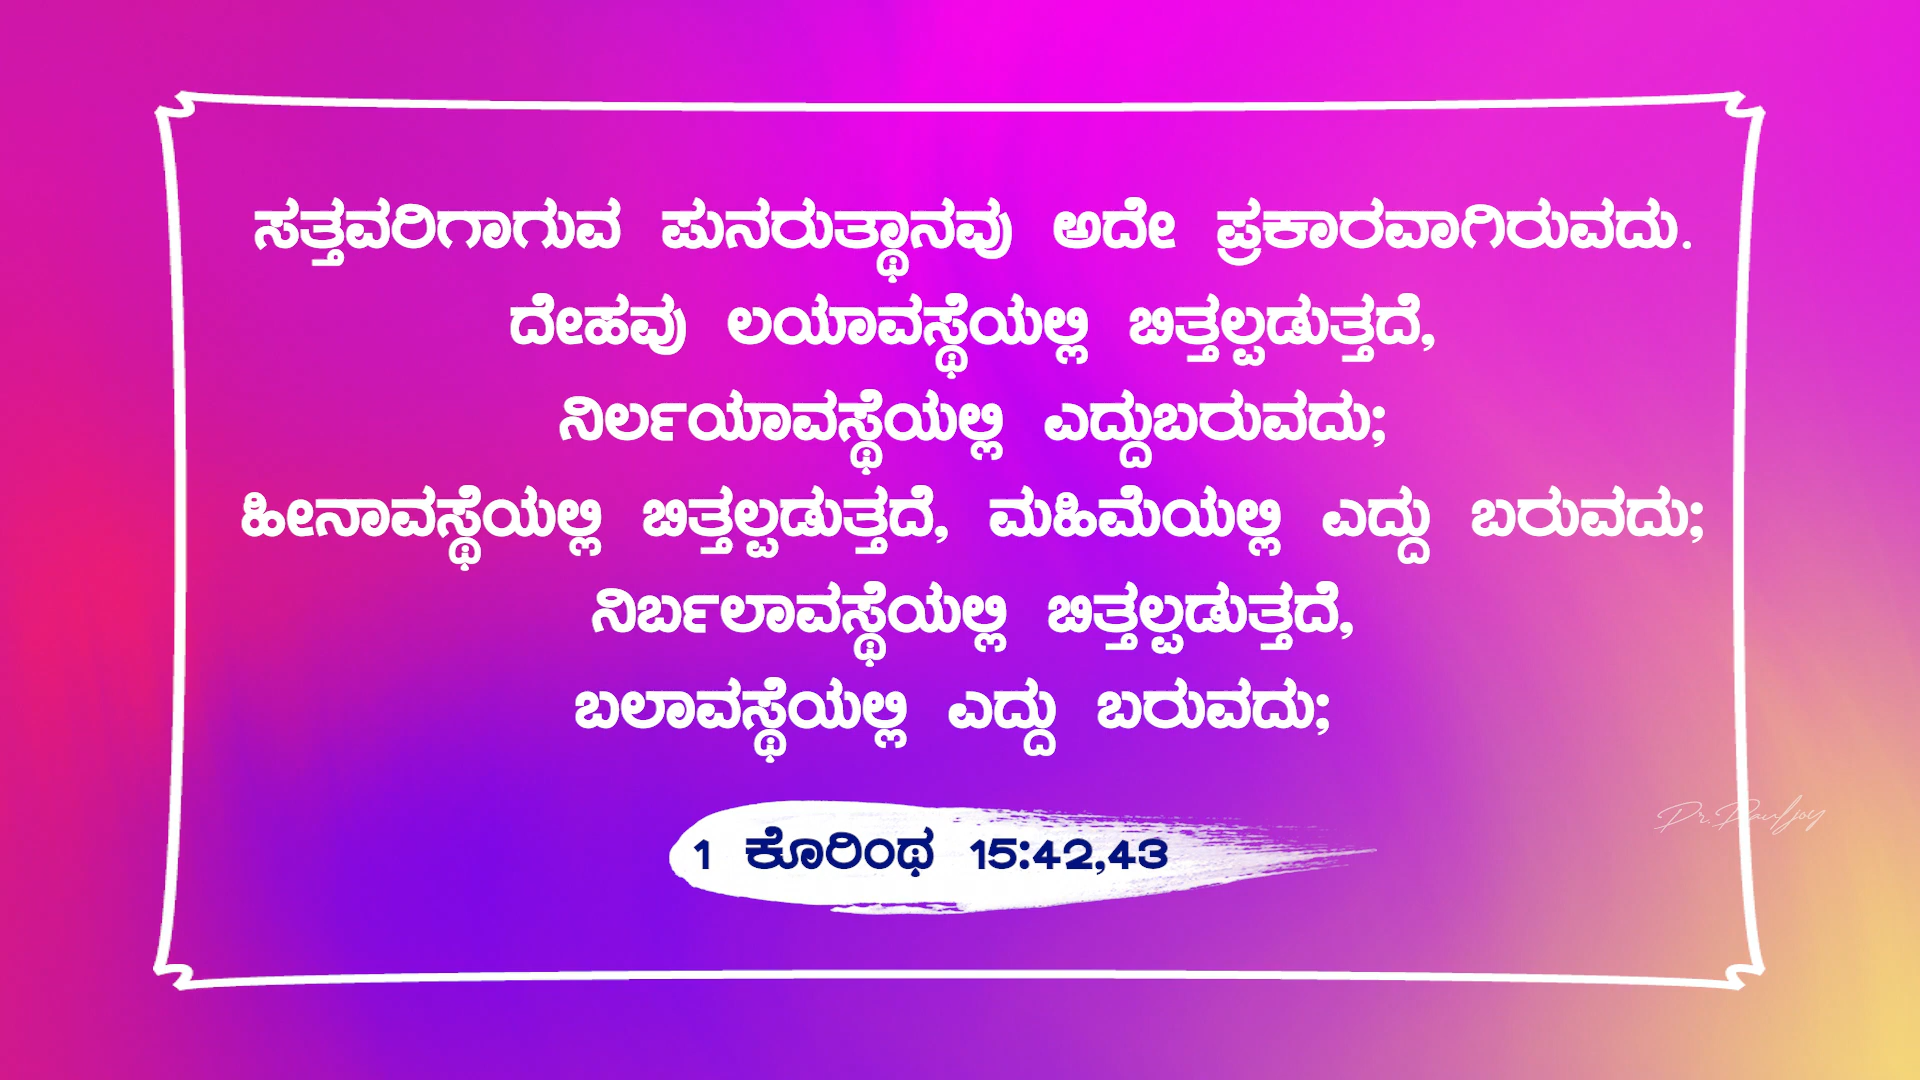 ಸತ್ತವರಿಗಾಗುವ ಪುನರುತ್ಥಾನವು ಅದೇ ಪ್ರಕಾರವಾಗಿರುವದು.
ದೇಹವು ಲಯಾವಸ್ಥೆಯಲ್ಲಿ ಬಿತ್ತಲ್ಪಡುತ್ತದೆ,
ನಿರ್ಲಯಾವಸ್ಥೆಯಲ್ಲಿ ಎದ್ದುಬರುವದು;
ಹೀನಾವಸ್ಥೆಯಲ್ಲಿ ಬಿತ್ತಲ್ಪಡುತ್ತದೆ, ಮಹಿಮೆಯಲ್ಲಿ ಎದ್ದು ಬರುವದು;
ನಿರ್ಬಲಾವಸ್ಥೆಯಲ್ಲಿ ಬಿತ್ತಲ್ಪಡುತ್ತದೆ,
ಬಲಾವಸ್ಥೆಯಲ್ಲಿ ಎದ್ದು ಬರುವದು;
Dr.Pauljoy
1 ಕೊರಿಂಥ 15:42,43